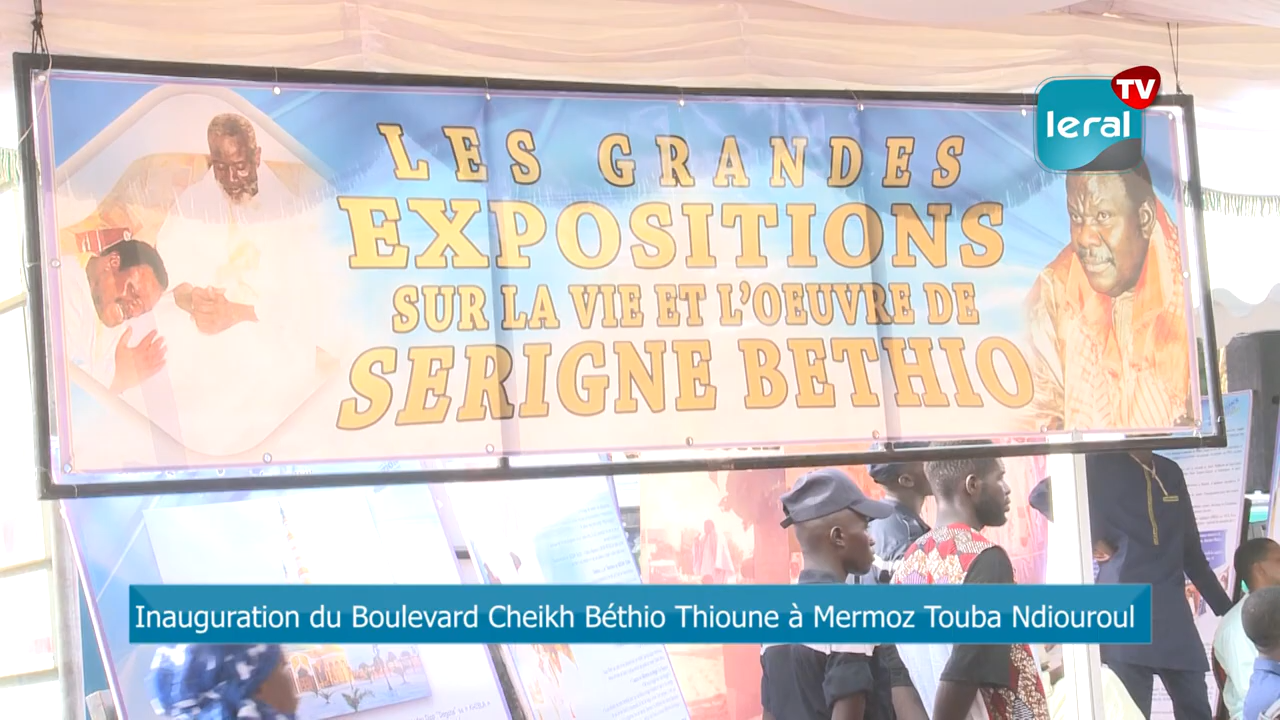 LES GRANDES
EXPOSITIONS
SUR LA VIE ET L'OEUVRE DE
SERIGNE BETHIO
leral TV
Inauguration du Boulevard Cheikh Béthio Thioune à Mermoz Touba Ndiouroul